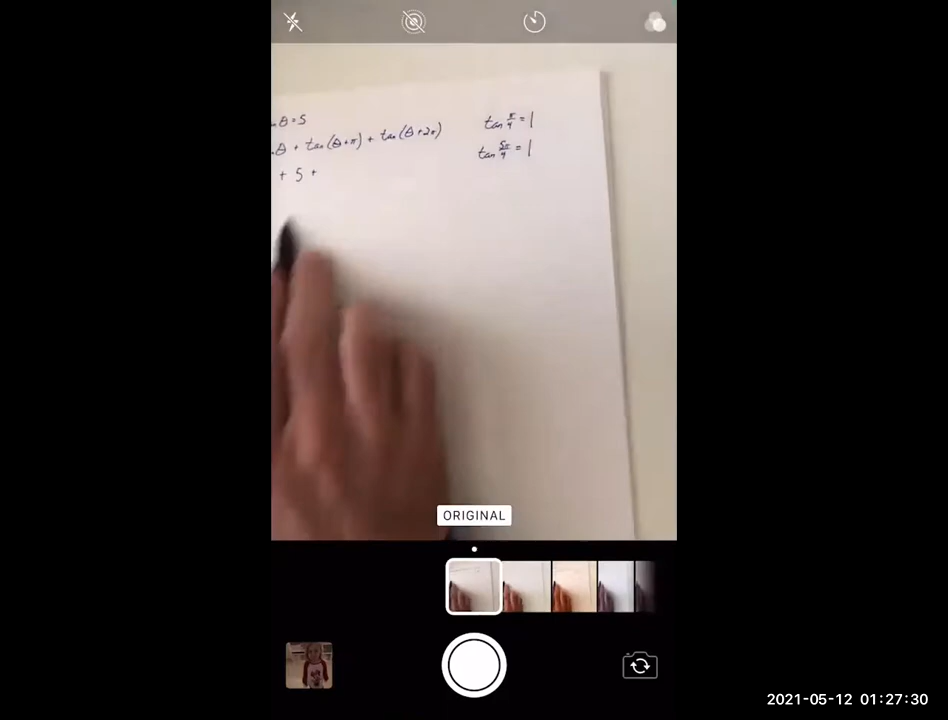 θ = 5
θ + tan(θ+π) + tan(θ+2π)
+ 5 +
tan π/4 = 1
tan 5π/4 = 1
ORIGINAL
2021-05-12 01:27:30